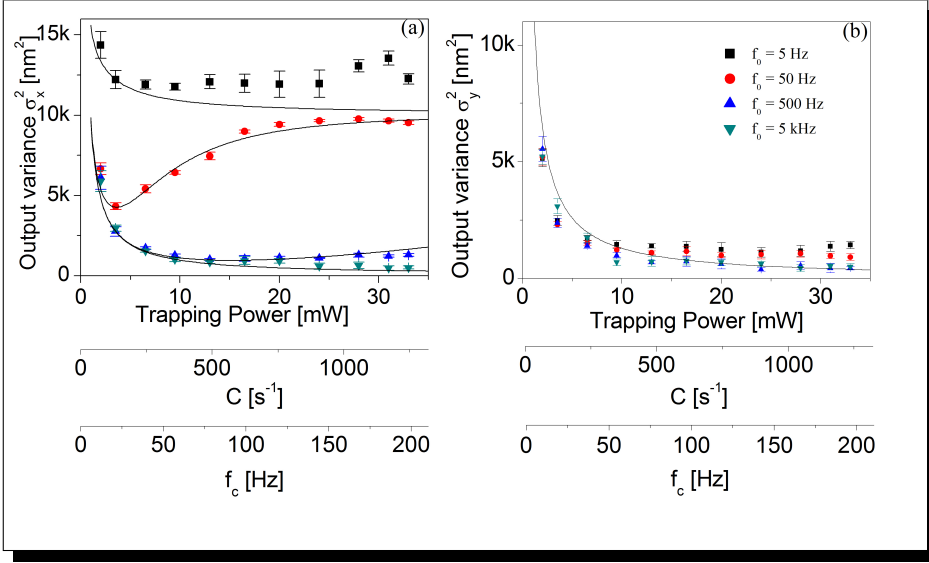 (a)
Output variance σx² [nm²]
15k
10k
5k
0
0 10 20 30
Trapping Power [mW]
0 500 1000
C [s⁻¹]
0 50 100 150 200
fc [Hz]
(b)
Output variance σy² [nm²]
10k
5k
0
f₀ = 5 Hz
f₀ = 50 Hz
f₀ = 500 Hz
f₀ = 5 kHz
0 10 20 30
Trapping Power [mW]
0 500 1000
C [s⁻¹]
0 50 100 150 200
fc [Hz]